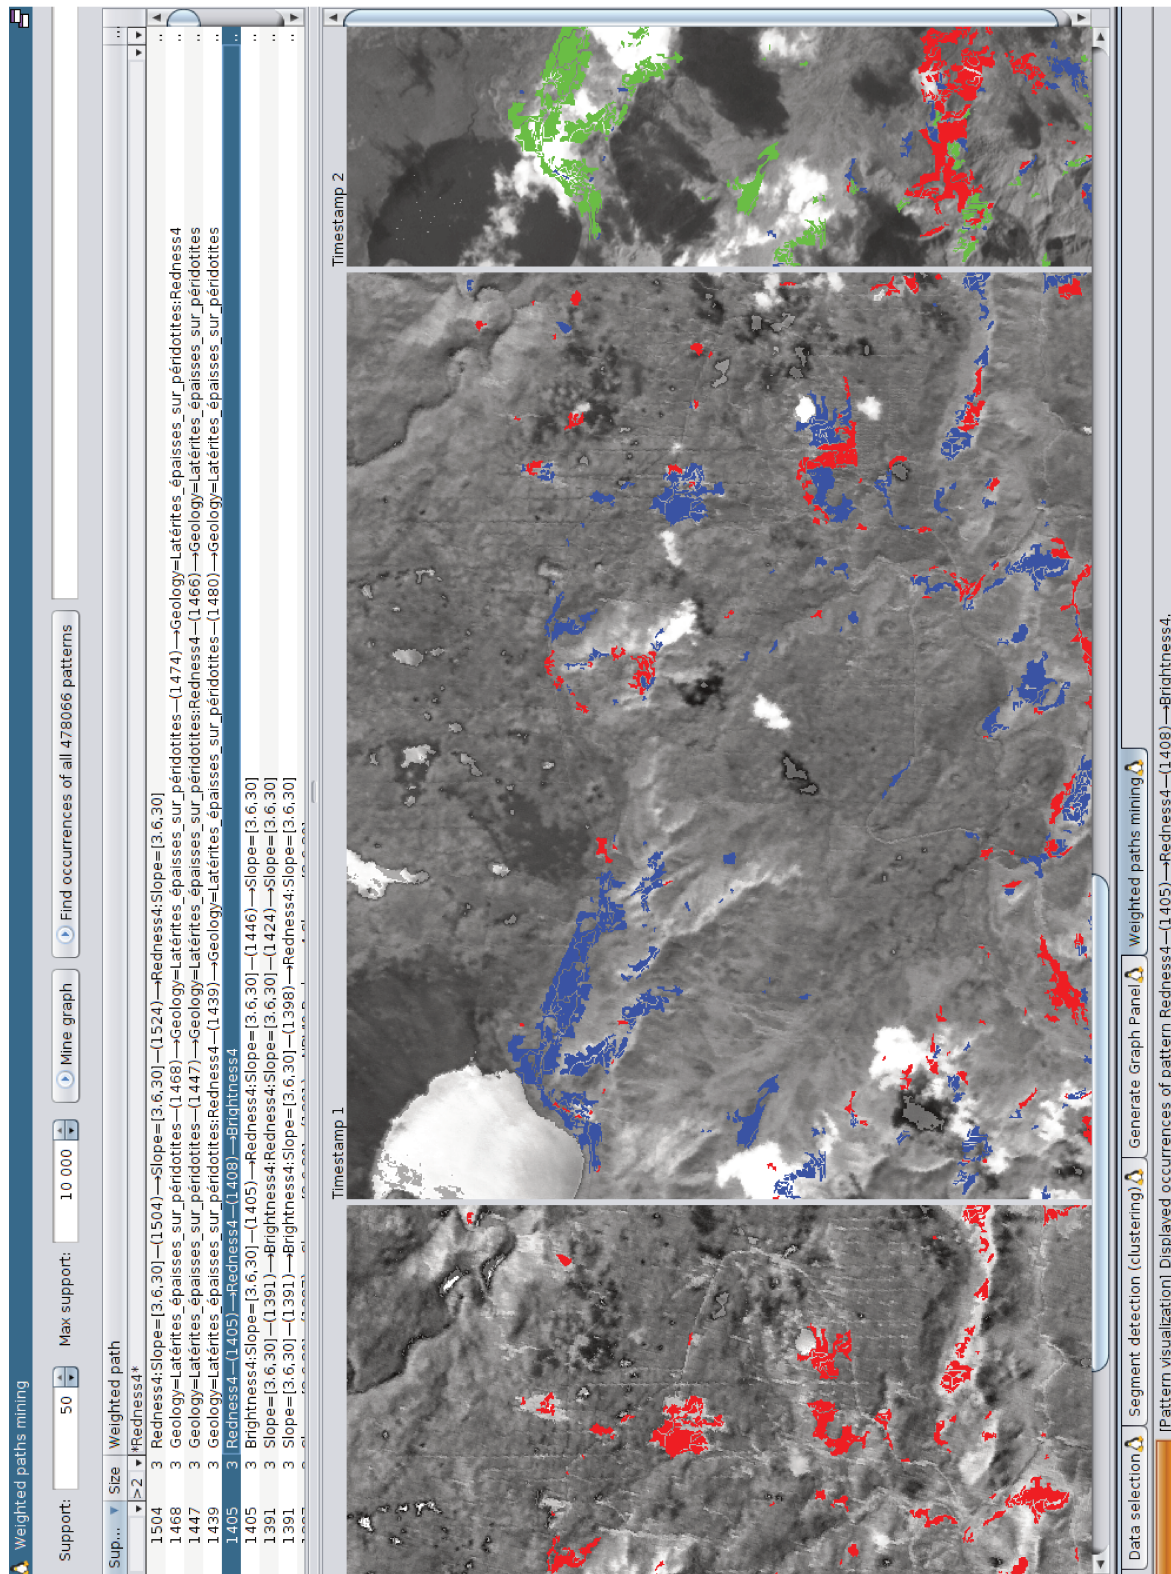 Weighted paths mining
Support: 50 Max support: 10 000 Mine graph Find occurrences of all 478066 patterns
Sup... Size Weighted path ..
>2 *Redness4*
1504 3 Redness4:Slope=[3.6,30]—(1504)→Slope=[3.6,30]—(1524)→Redness4:Slope=[3.6,30] ..
1468 3 Geology=Latérites_épaisses_sur_péridotites—(1468)→Geology=Latérites_épaisses_sur_péridotites—(1474)→Geology=Latérites_épaisses_sur_péridotites:Redness4 ..
1447 3 Geology=Latérites_épaisses_sur_péridotites—(1447)→Geology=Latérites_épaisses_sur_péridotites:Redness4—(1466)→Geology=Latérites_épaisses_sur_péridotites ..
1439 3 Geology=Latérites_épaisses_sur_péridotites:Redness4—(1439)→Geology=Latérites_épaisses_sur_péridotites—(1480)→Geology=Latérites_épaisses_sur_péridotites ..
1405 3 Redness4—(1405)→Redness4—(1408)→Brightness4 ..
1405 3 Brightness4:Slope=[3.6,30]—(1405)→Redness4:Slope=[3.6,30]—(1446)→Slope=[3.6,30] ..
1391 3 Slope=[3.6,30]—(1391)→Brightness4:Redness4:Slope=[3.6,30]—(1424)→Slope=[3.6,30] ..
1391 3 Slope=[3.6,30]—(1391)→Brightness4:Slope=[3.6,30]—(1398)→Redness4:Slope=[3.6,30] ..
Timestamp 1
Timestamp 2
Data selection Segment detection (clustering) Generate Graph Panel Weighted paths mining
[Pattern visualization] Displayed occurrences of pattern Redness4—(1405)→Redness4—(1408)→Brightness4.